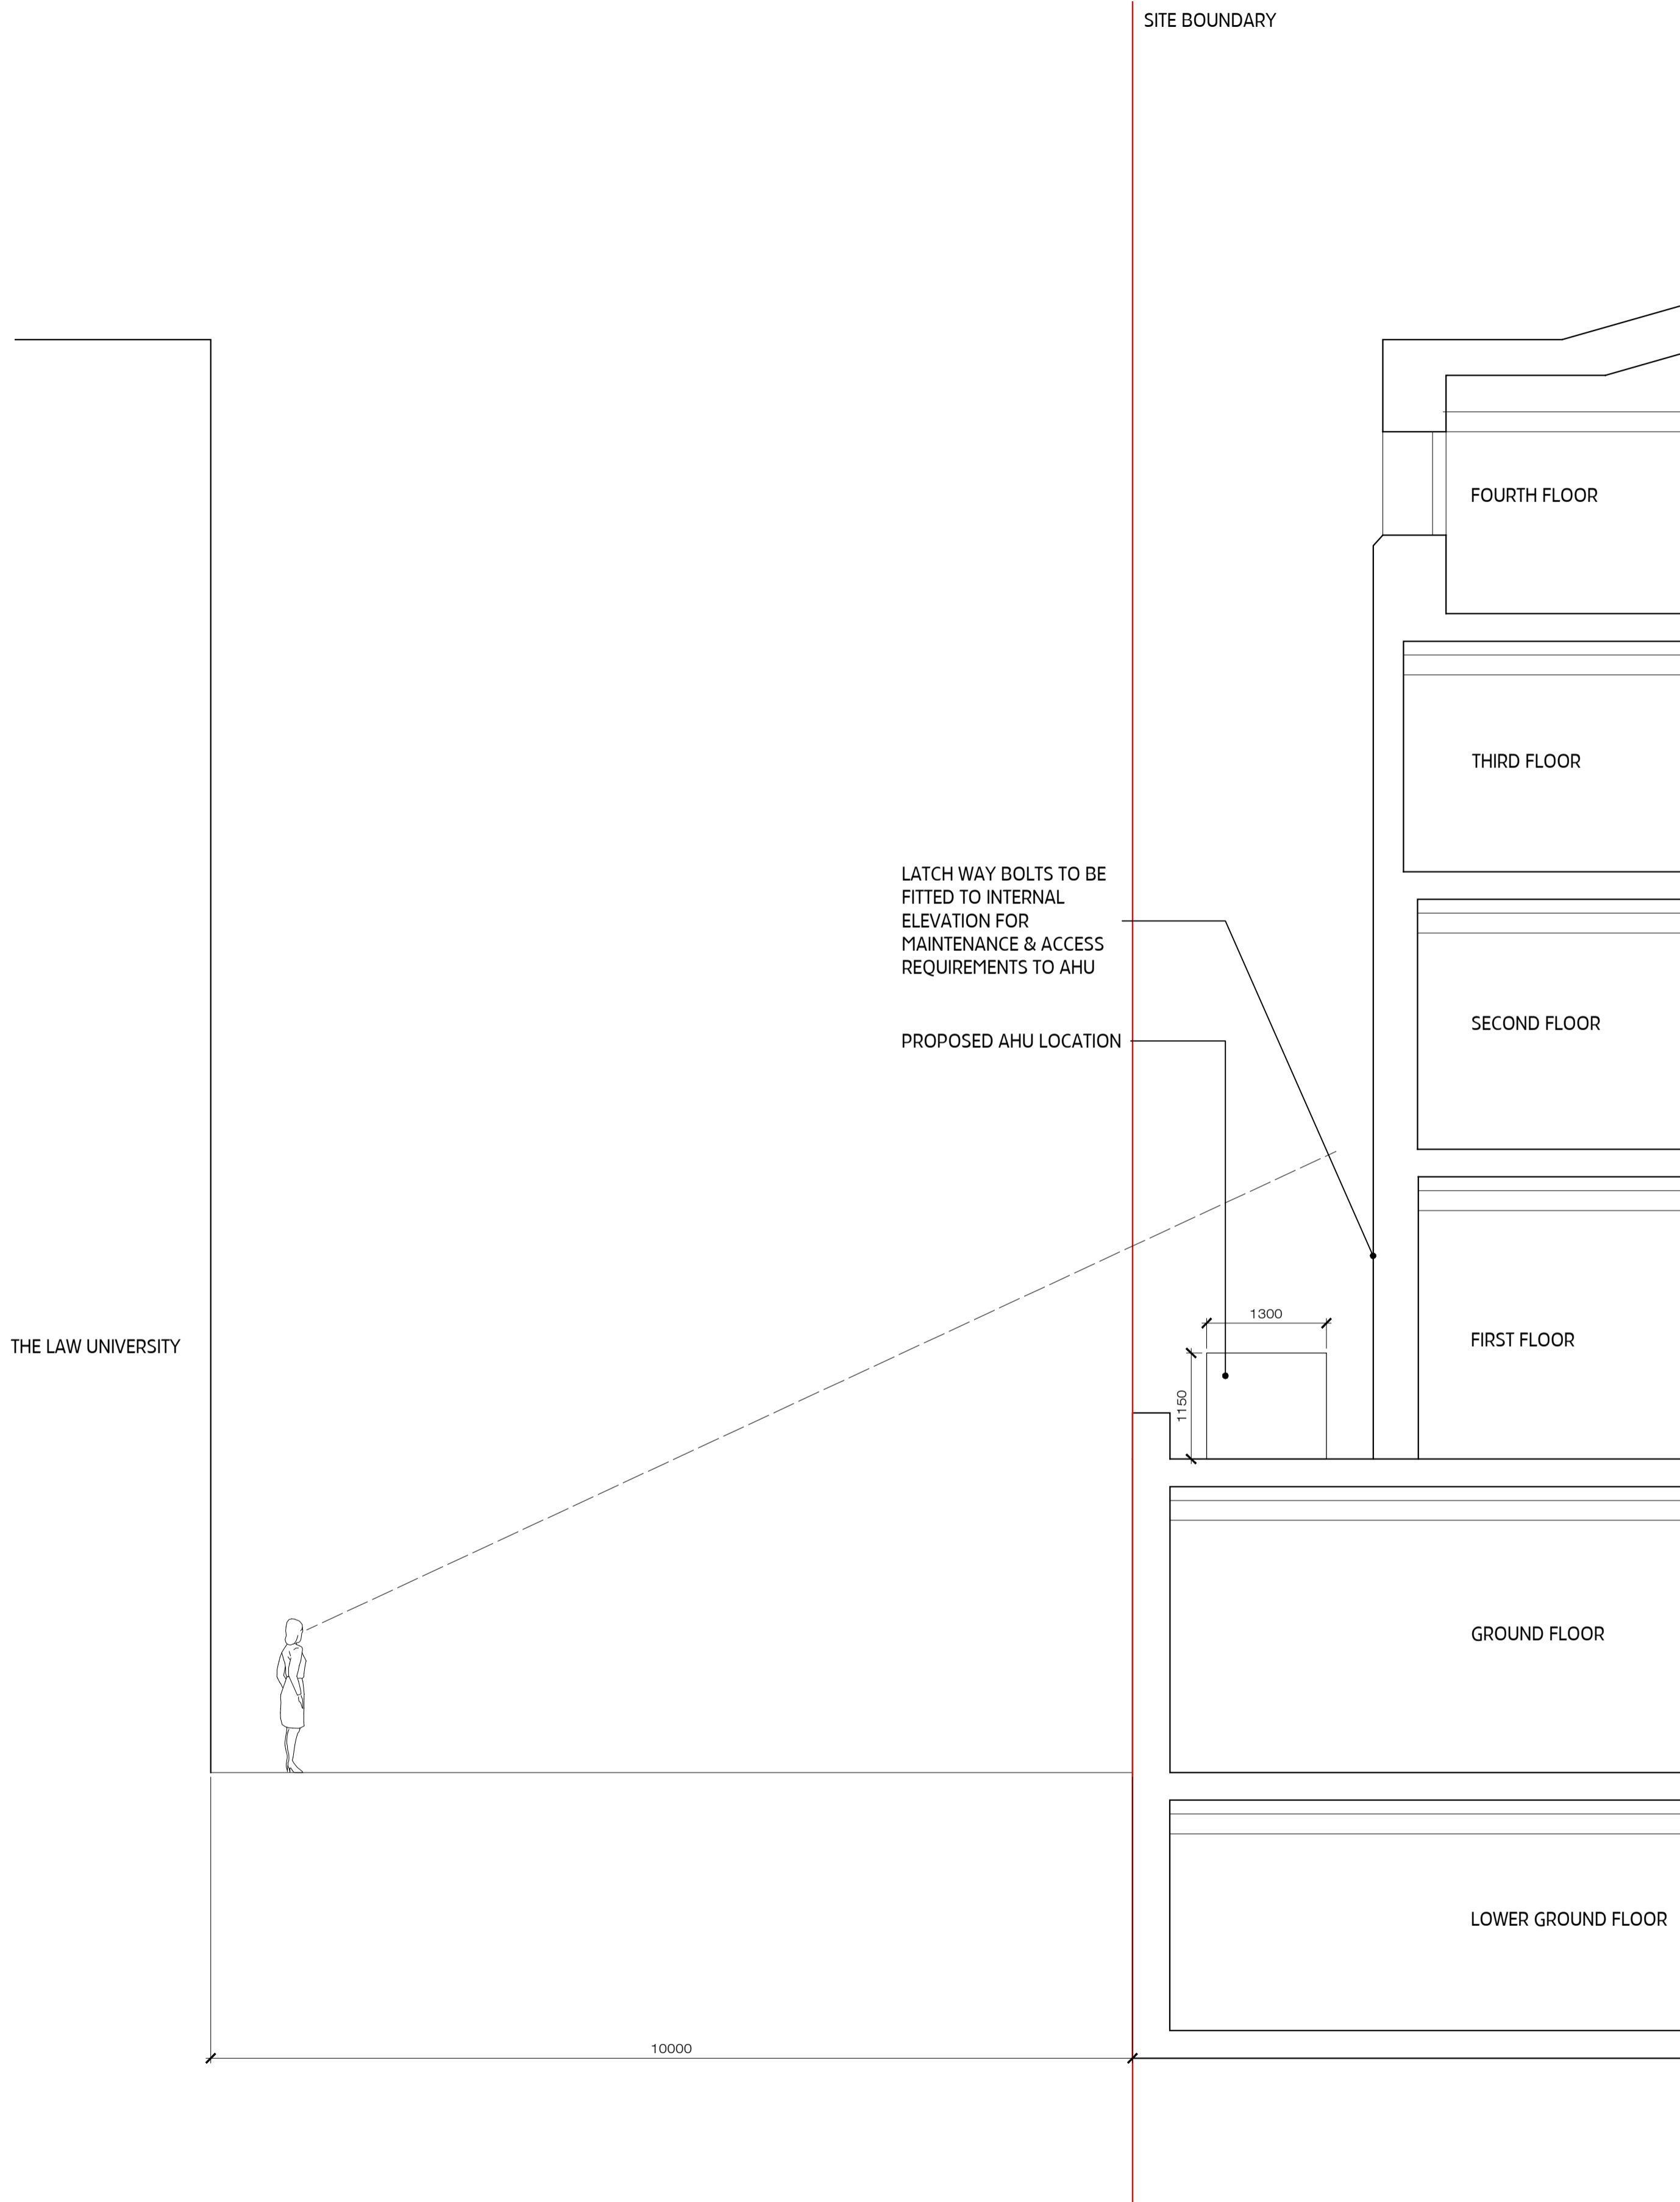 SITE BOUNDARY
FOURTH FLOOR
THIRD FLOOR
LATCH WAY BOLTS TO BE
FITTED TO INTERNAL
ELEVATION FOR
MAINTENANCE & ACCESS
REQUIREMENTS TO AHU
SECOND FLOOR
PROPOSED AHU LOCATION
1300
THE LAW UNIVERSITY
FIRST FLOOR
1150
GROUND FLOOR
LOWER GROUND FLOOR
10000